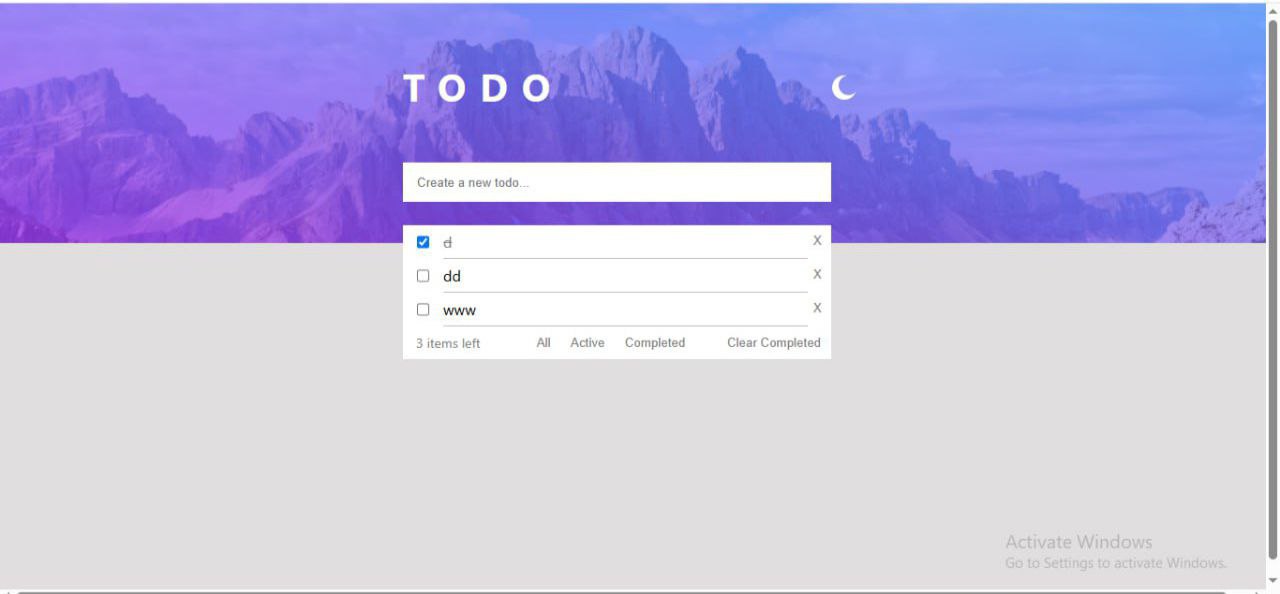 TODO
Create a new todo...
d X
dd X
www X
3 items left All Active Completed Clear Completed
Activate Windows
Go to Settings to activate Windows.